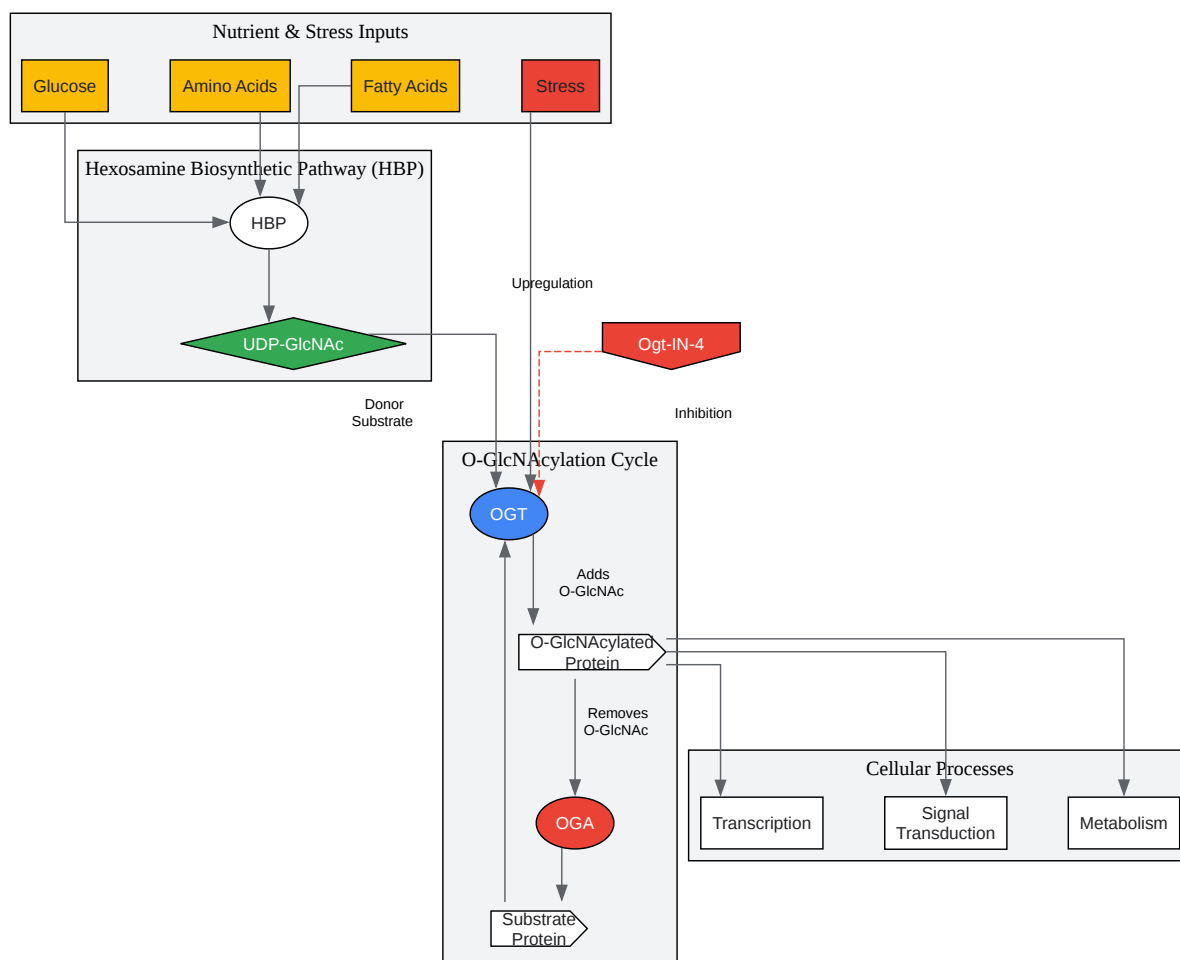 Nutrient & Stress Inputs
Glucose
Amino Acids
Fatty Acids
Stress
Hexosamine Biosynthetic Pathway (HBP)
HBP
Upregulation
UDP-GlcNAc
Ogt-IN-4
Donor
Substrate
Inhibition
O-GlcNAcylation Cycle
OGT
Adds
O-GlcNAc
O-GlcNAcylated
Protein
Removes
O-GlcNAc
Cellular Processes
Transcription
Signal
Transduction
Metabolism
OGA
Substrate
Protein